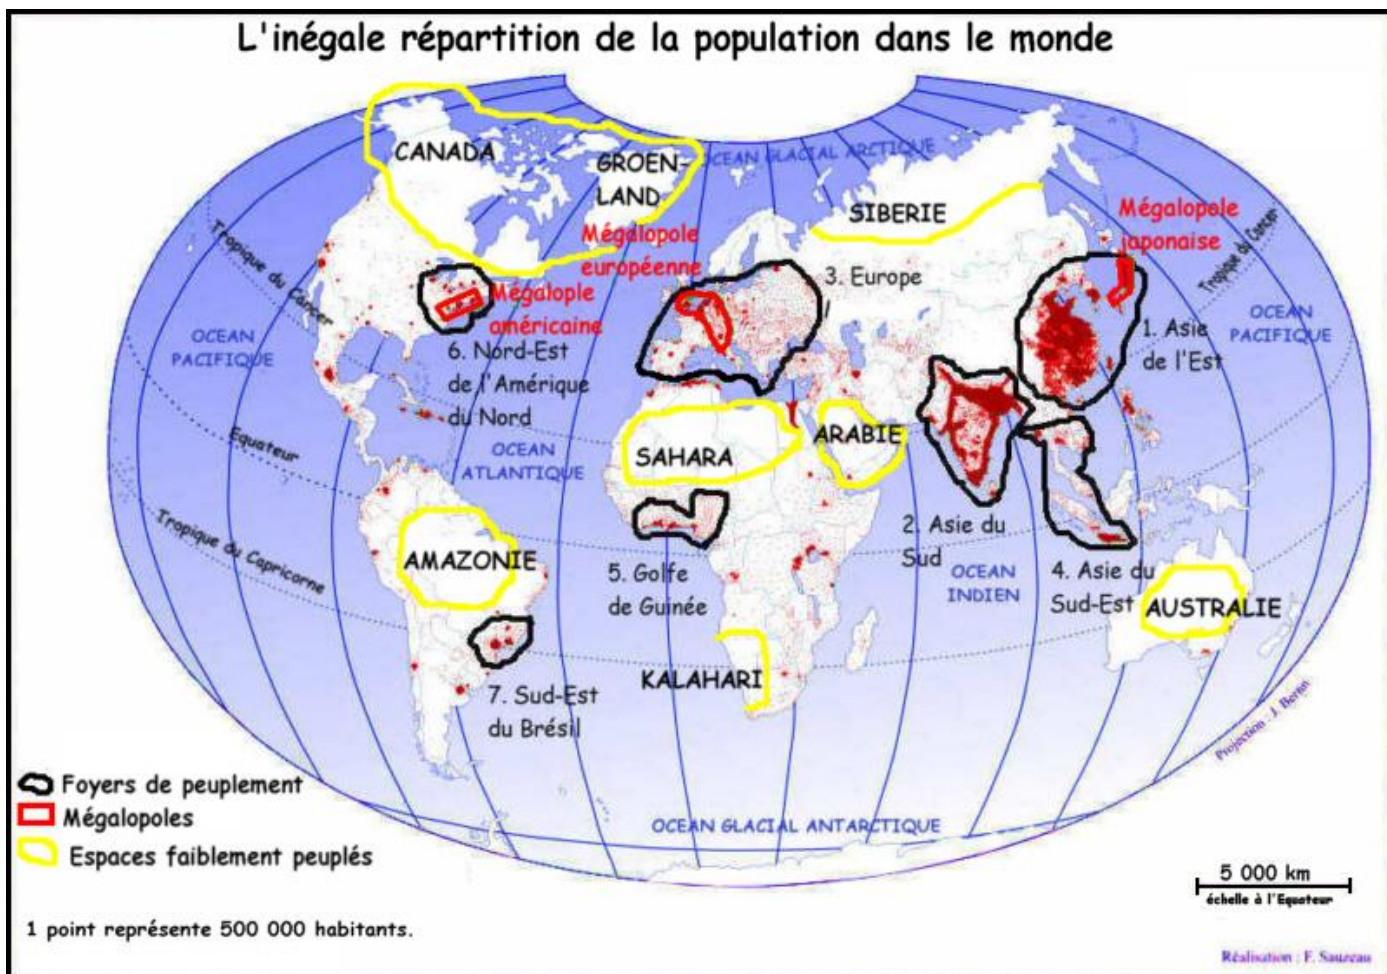 L'inégale répartition de la population dans le monde
CANADA
GROEN-
LAND
OCEAN GLACIAL ARCTIQUE
SIBERIE
Mégalopole
japonaise
Mégalopole
européenne
3. Europe
Tropique du Cancer
Tropique du Cancer
OCEAN
PACIFIQUE
Mégalople
américaine
6. Nord-Est
de l'Amérique
du Nord
1. Asie
de l'Est
OCEAN
PACIFIQUE
Equateur
OCEAN
ATLANTIQUE
SAHARA
ARABIE
Tropique du Capricorne
AMAZONIE
5. Golfe
de Guinée
2. Asie du
Sud
OCEAN
INDIEN
4. Asie du
Sud-Est
AUSTRALIE
KALAHARI
7. Sud-Est
du Brésil
Projection : J. Bertin
Foyers de peuplement
Mégalopoles
Espaces faiblement peuplés
OCEAN GLACIAL ANTARCTIQUE
5 000 km
échelle à l'Equateur
1 point représente 500 000 habitants.
Réalisation : F. Sauzeau